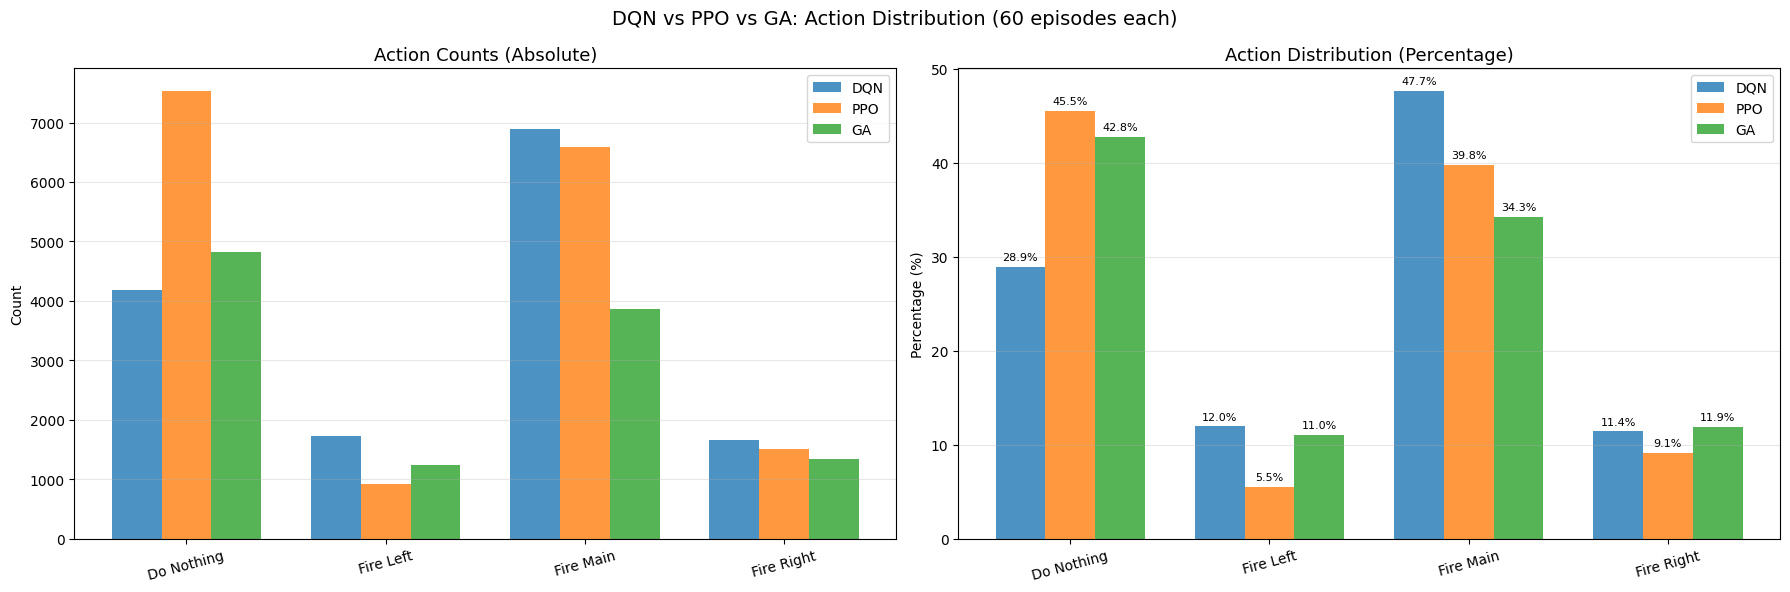 DQN vs PPO vs GA: Action Distribution (60 episodes each)
Action Counts (Absolute)
DQN
PPO
GA
Count
7000
6000
5000
4000
3000
2000
1000
0
Do Nothing
Fire Left
Fire Main
Fire Right
Action Distribution (Percentage)
DQN
PPO
GA
Percentage (%)
50
40
30
20
10
0
28.9%
45.5%
42.8%
12.0%
5.5%
11.0%
47.7%
39.8%
34.3%
11.4%
9.1%
11.9%
Do Nothing
Fire Left
Fire Main
Fire Right